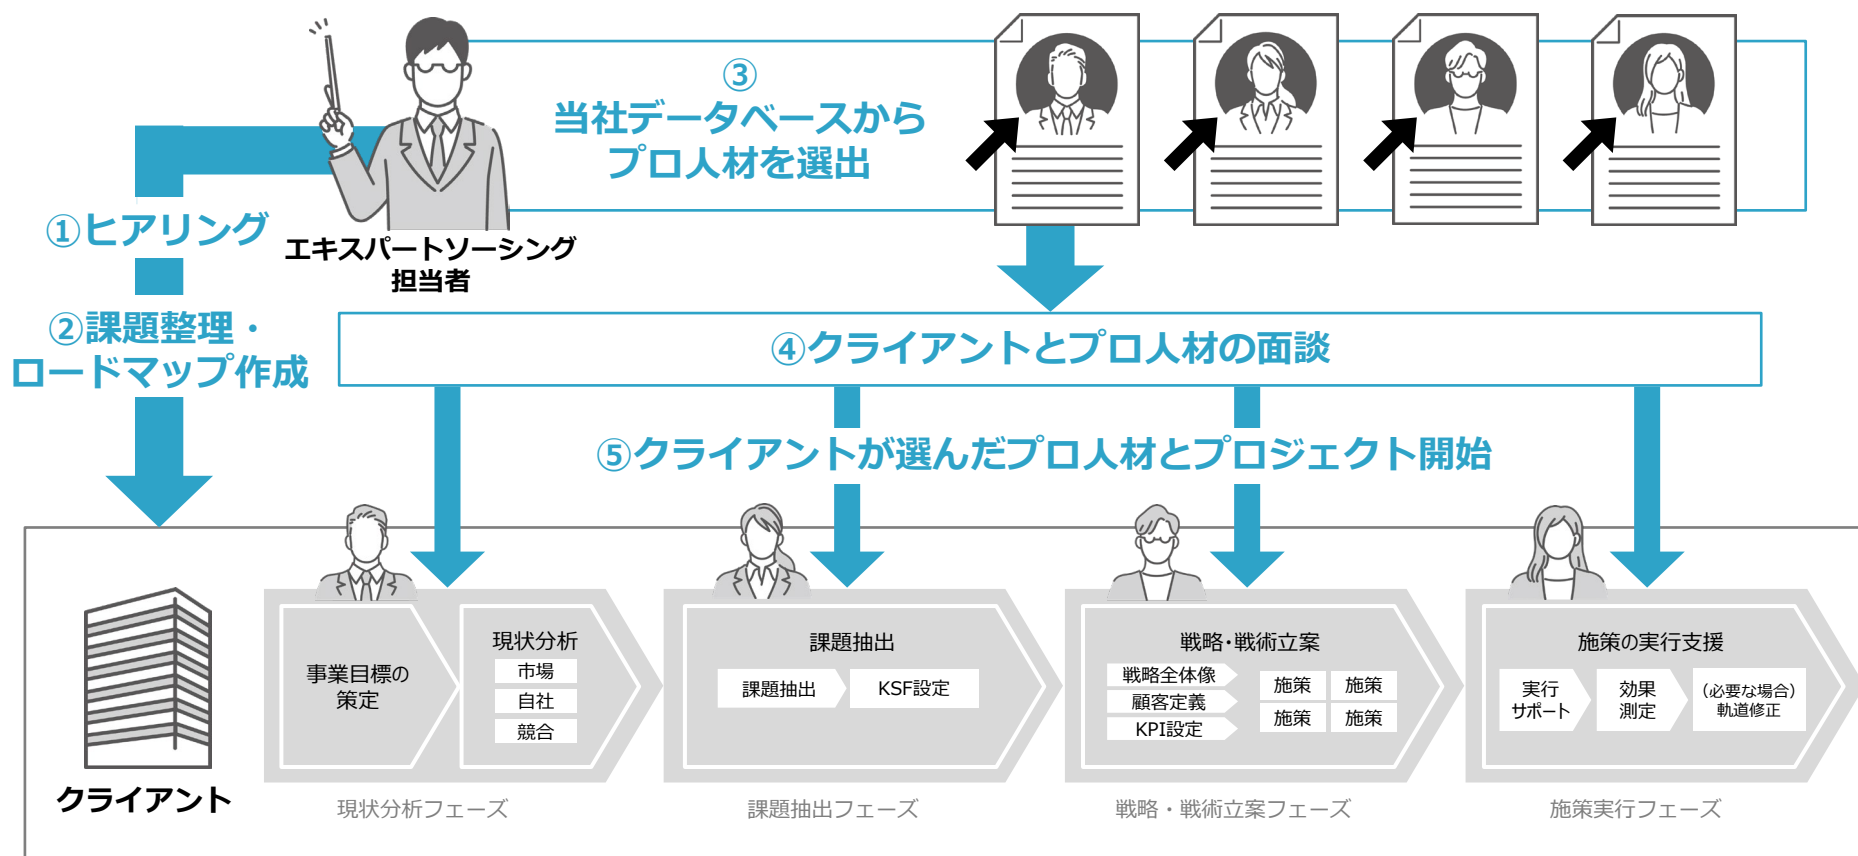 ③
当社データベースから
プロ人材を選出
①ヒアリング
エキスパートソーシング
担当者
②課題整理・
ロードマップ作成
④クライアントとプロ人材の面談
⑤クライアントが選んだプロ人材とプロジェクト開始
クライアント
事業目標の
策定
現状分析
市場
自社
競合
現状分析フェーズ
課題抽出
課題抽出
KSF設定
課題抽出フェーズ
戦略・戦術立案
戦略全体像
顧客定義
KPI設定
施策
施策
施策
施策
戦略・戦術立案フェーズ
施策の実行支援
実行
サポート
効果
測定
（必要な場合）
軌道修正
施策実行フェーズ